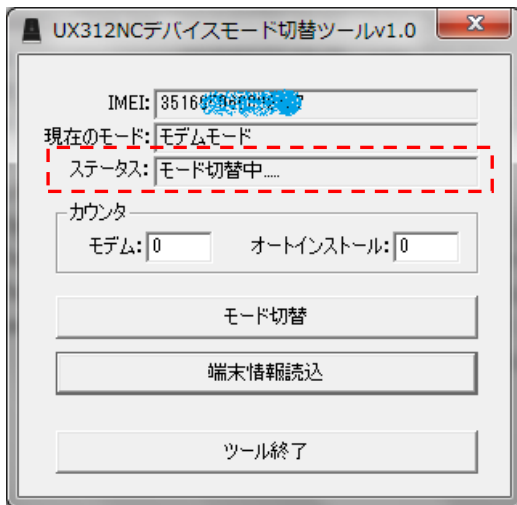 UX312NCデバイスモード切替ツールv1.0
IMEI: 3516
現在のモード: モデムモード
ステータス: モード切替中.....
カウンタ
モデム: 0 オートインストール: 0
モード切替
端末情報読込
ツール終了